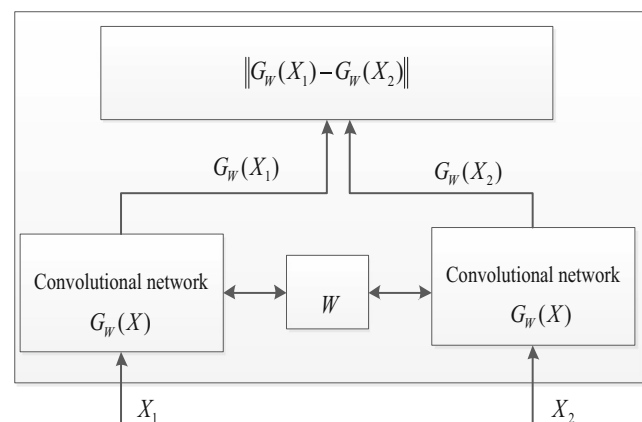 ‖G_W(X_1)−G_W(X_2)‖
G_W(X_1)
G_W(X_2)
Convolutional network
G_W(X)
W
Convolutional network
G_W(X)
X_1
X_2